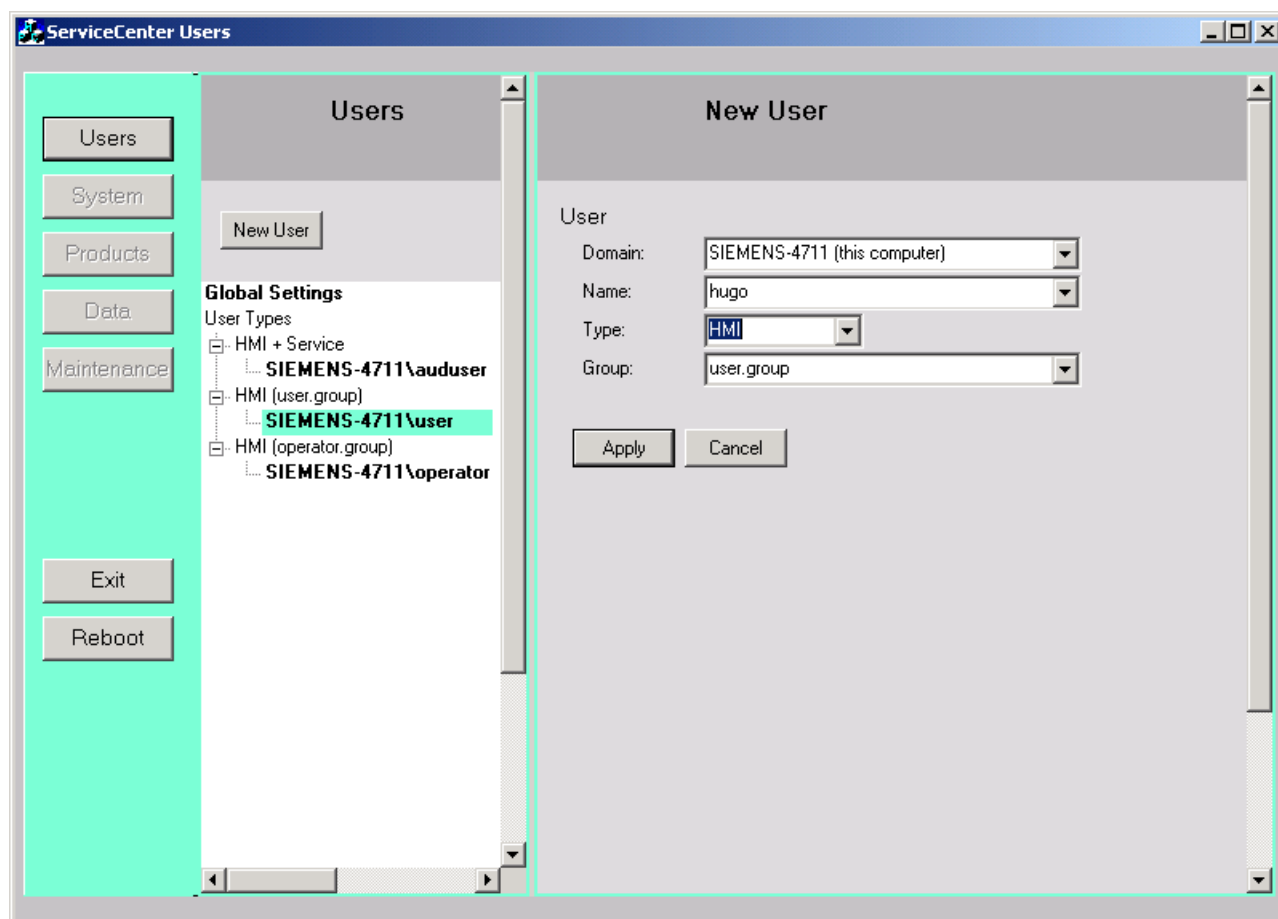 ServiceCenter Users
Users
System
Products
Data
Maintenance
Exit
Reboot
Users
New User
Global Settings
User Types
HMI + Service
SIEMENS-4711\auduser
HMI (user.group)
SIEMENS-4711\user
HMI (operator.group)
SIEMENS-4711\operator
New User
User
Domain: SIEMENS-4711 (this computer)
Name: hugo
Type: HMI
Group: user.group
Apply Cancel